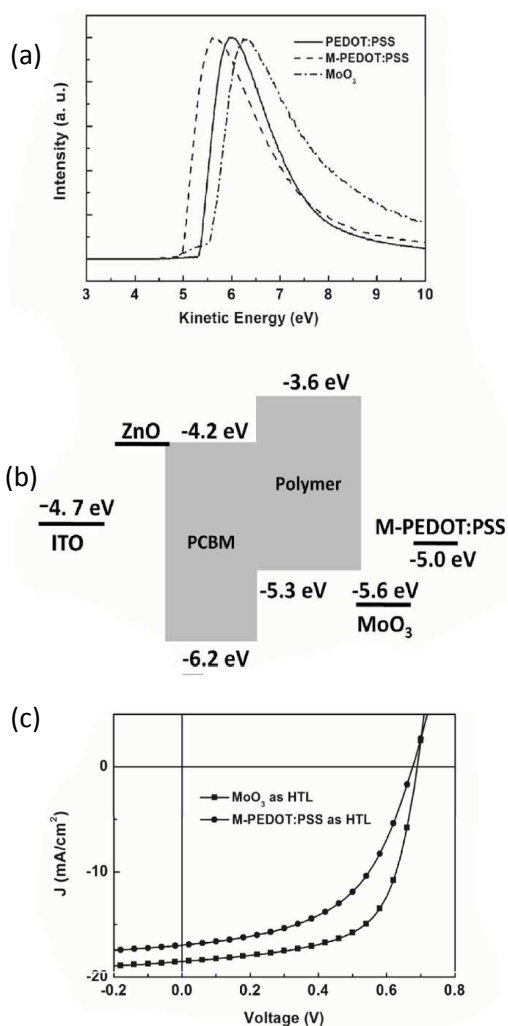 (a)
PEDOT:PSS
M-PEDOT:PSS
MoO₃
Intensity (a. u.)
3 4 5 6 7 8 9 10
Kinetic Energy (eV)
(b)
-3.6 eV
ZnO -4.2 eV
Polymer
-4.7 eV
ITO
PCBM
M-PEDOT:PSS
-5.0 eV
-5.3 eV -5.6 eV
MoO₃
-6.2 eV
(c)
0
MoO₃ as HTL
M-PEDOT:PSS as HTL
J (mA/cm²)
-10
-20
-0.2 0.0 0.2 0.4 0.6 0.8
Voltage (V)